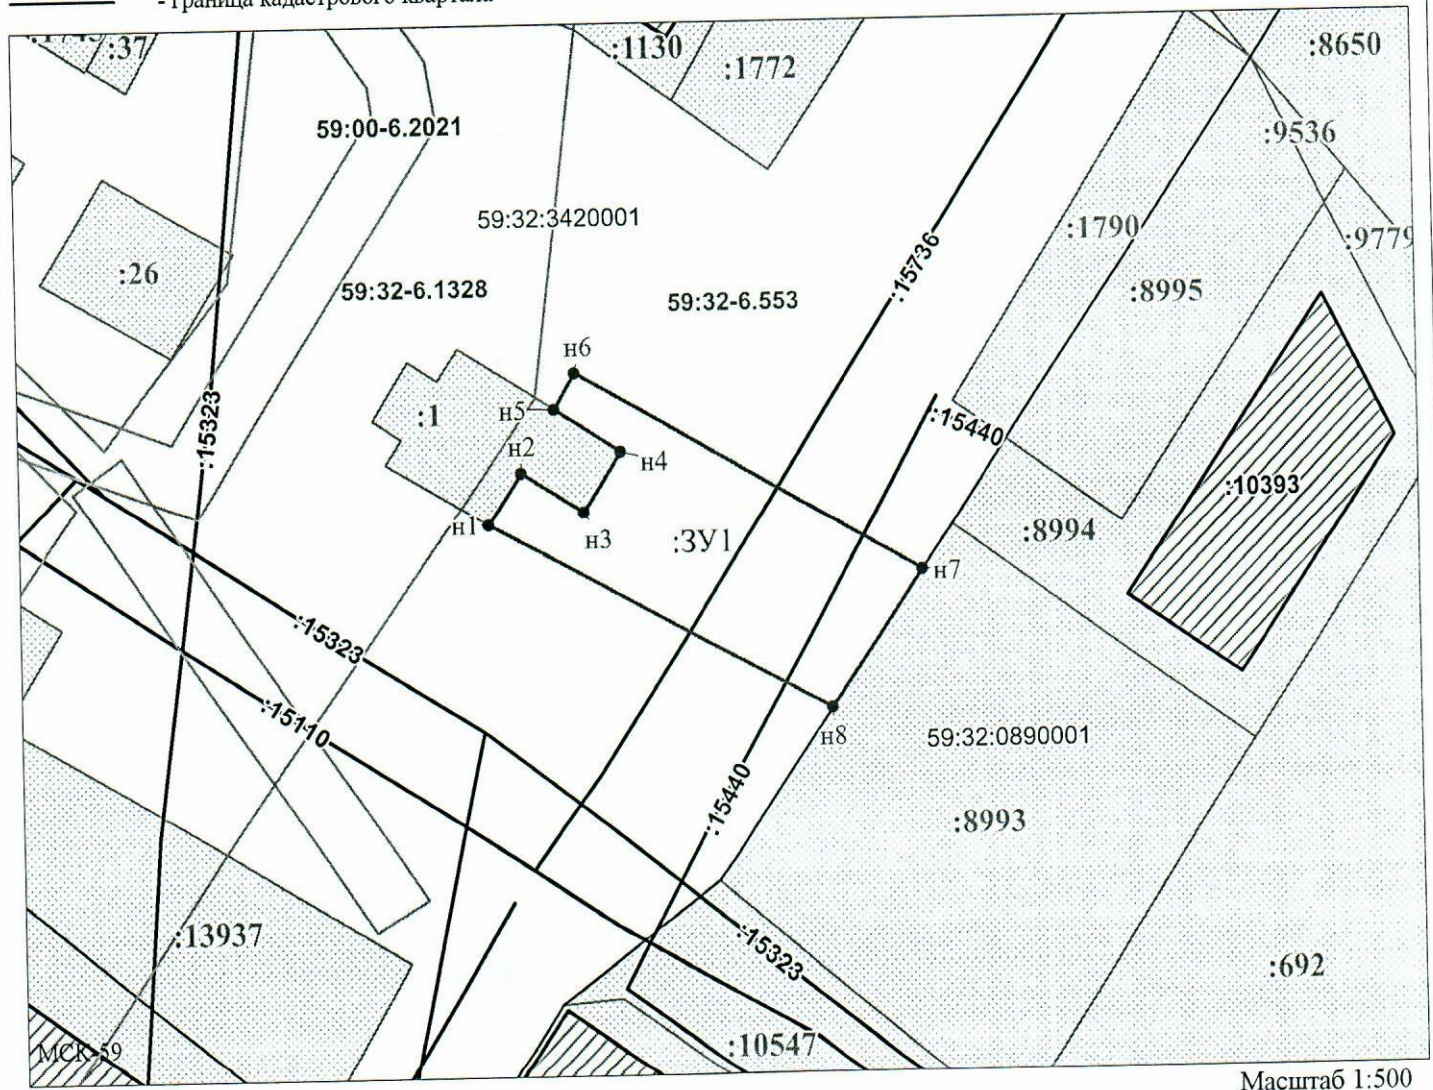 - граница кадастрового квартала
:1745
:37
:1130
:1772
:8650
59:00-6.2021
:9536
59:32:3420001
:1790
:9779
:15736
:26
59:32-6.1328
59:32-6.553
:8995
н6
:1
н5
:15323
:15440
н2
н4
:10393
н1
н3
:ЗУ1
:8994
н7
:15323
:15110
н8
59:32:0890001
:15440
:8993
:13937
:15323
:692
:10547
МСК-59
Масштаб 1:500